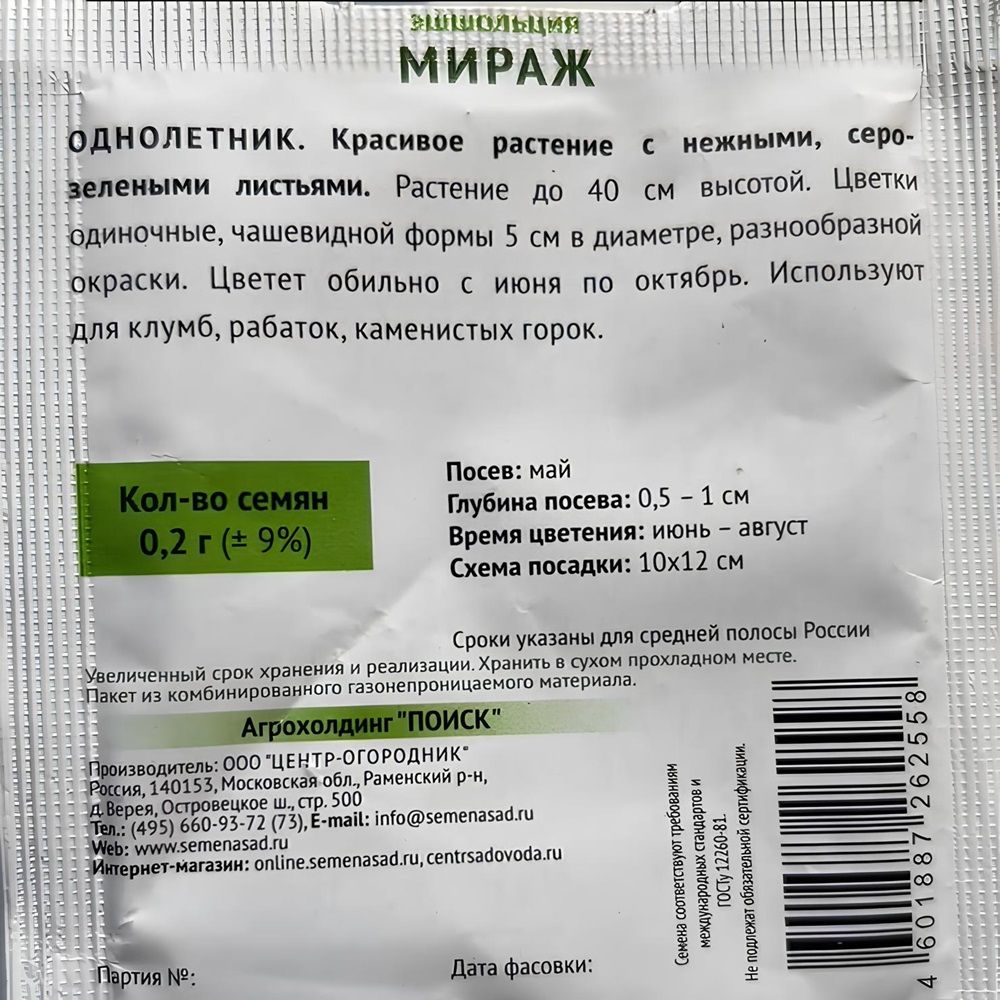 ЭШШОЛЬЦИЯ
МИРАЖ
ОДНОЛЕТНИК. Красивое растение с нежными, серо-
зелеными листьями. Растение до 40 см высотой. Цветки
одиночные, чашевидной формы 5 см в диаметре, разнообразной
окраски. Цветет обильно с июня по октябрь. Используют
для клумб, рабаток, каменистых горок.
Кол-во семян
0,2 г (± 9%)
Посев: май
Глубина посева: 0,5 – 1 см
Время цветения: июнь – август
Схема посадки: 10x12 см
Сроки указаны для средней полосы России
Увеличенный срок хранения и реализации. Хранить в сухом прохладном месте.
Пакет из комбинированного газонепроницаемого материала.
Агрохолдинг "ПОИСК"
Производитель: ООО "ЦЕНТР-ОГОРОДНИК"
Россия, 140153, Московская обл., Раменский р-н,
д. Верея, Островецкое ш., стр. 500
Тел.: (495) 660-93-72 (73), E-mail: info@semenasad.ru
Web: www.semenasad.ru
Интернет-магазин: online.semenasad.ru, centrsadovoda.ru
Семена соответствуют требованиям
международных стандартов и
ГОСТу 12260-81.
Не подлежат обязательной сертификации.
4 601887 262558
Партия №:
Дата фасовки: